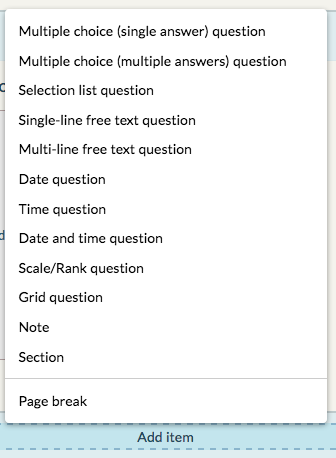 Multiple choice (single answer) question
Multiple choice (multiple answers) question
Selection list question
Single-line free text question
Multi-line free text question
Date question
Time question
Date and time question
Scale/Rank question
Grid question
Note
Section
Page break
Add item